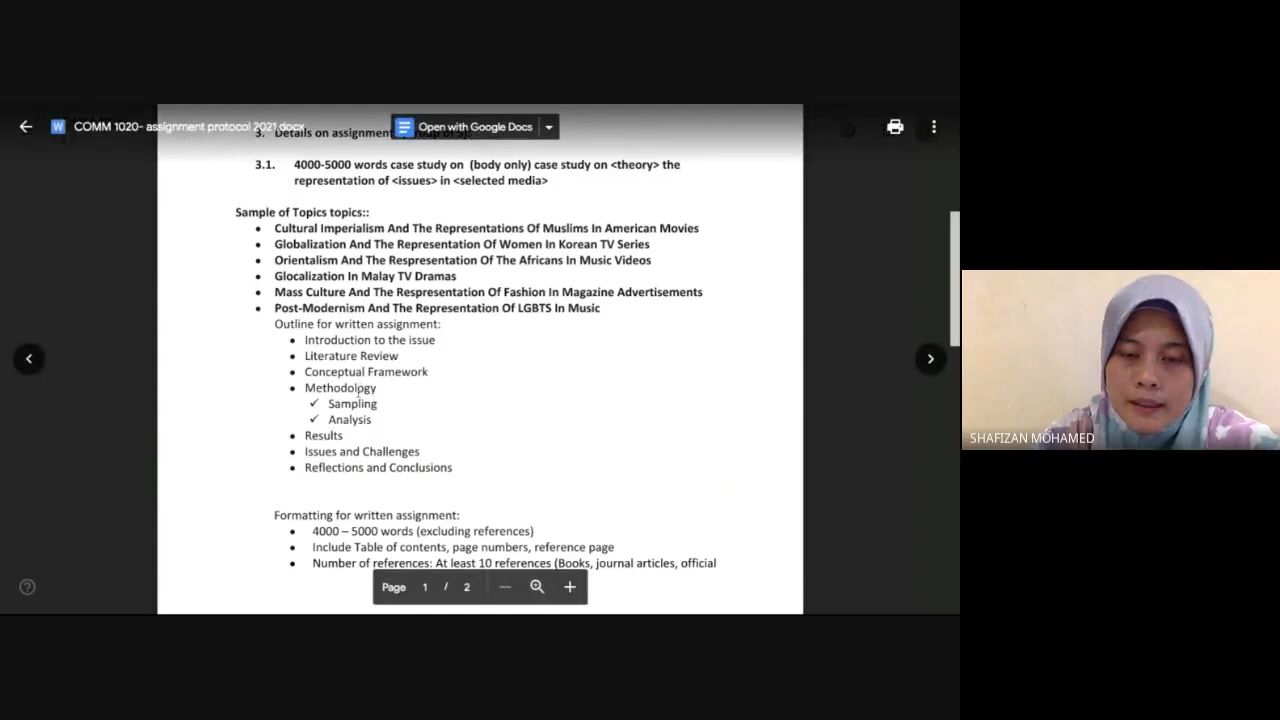 COMM 1020- assignment protocol 2021.docx
Open with Google Docs
3. Details on assignment
3.1. 4000-5000 words case study on (body only) case study on <theory> the
representation of <issues> in <selected media>
Sample of Topics topics::
• Cultural Imperialism And The Representations Of Muslims In American Movies
• Globalization And The Representation Of Women In Korean TV Series
• Orientalism And The Respresentation Of The Africans In Music Videos
• Glocalization In Malay TV Dramas
• Mass Culture And The Respresentation Of Fashion In Magazine Advertisements
• Post-Modernism And The Representation Of LGBTS In Music
Outline for written assignment:
• Introduction to the issue
• Literature Review
• Conceptual Framework
• Methodology
✓ Sampling
✓ Analysis
• Results
• Issues and Challenges
• Reflections and Conclusions
Formatting for written assignment:
• 4000 – 5000 words (excluding references)
• Include Table of contents, page numbers, reference page
• Number of references: At least 10 references (Books, journal articles, official
Page 1 / 2
SHAFIZAN MOHAMED